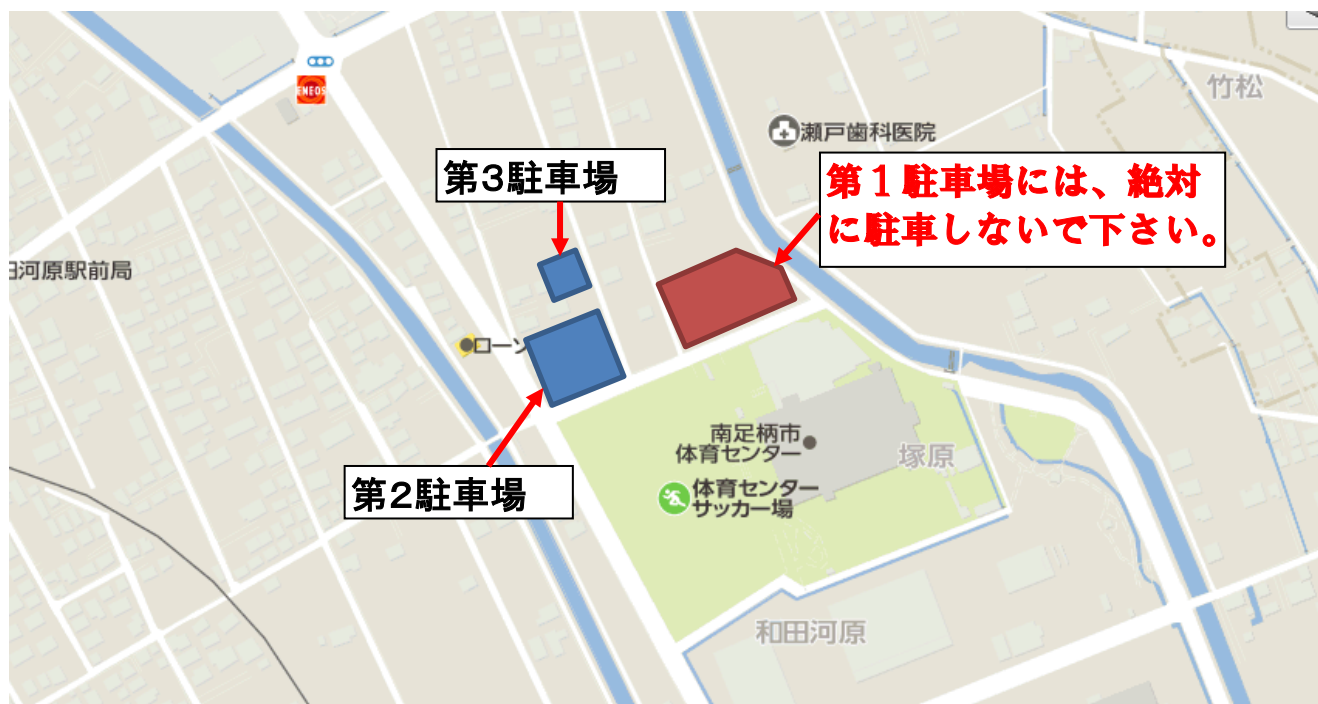 ENEOS
竹松
瀬戸歯科医院
第3駐車場
第１駐車場には、絶対
に駐車しないで下さい。
田河原駅前局
ローソ
南足柄市
体育センター
塚原
第2駐車場
体育センター
サッカー場
和田河原